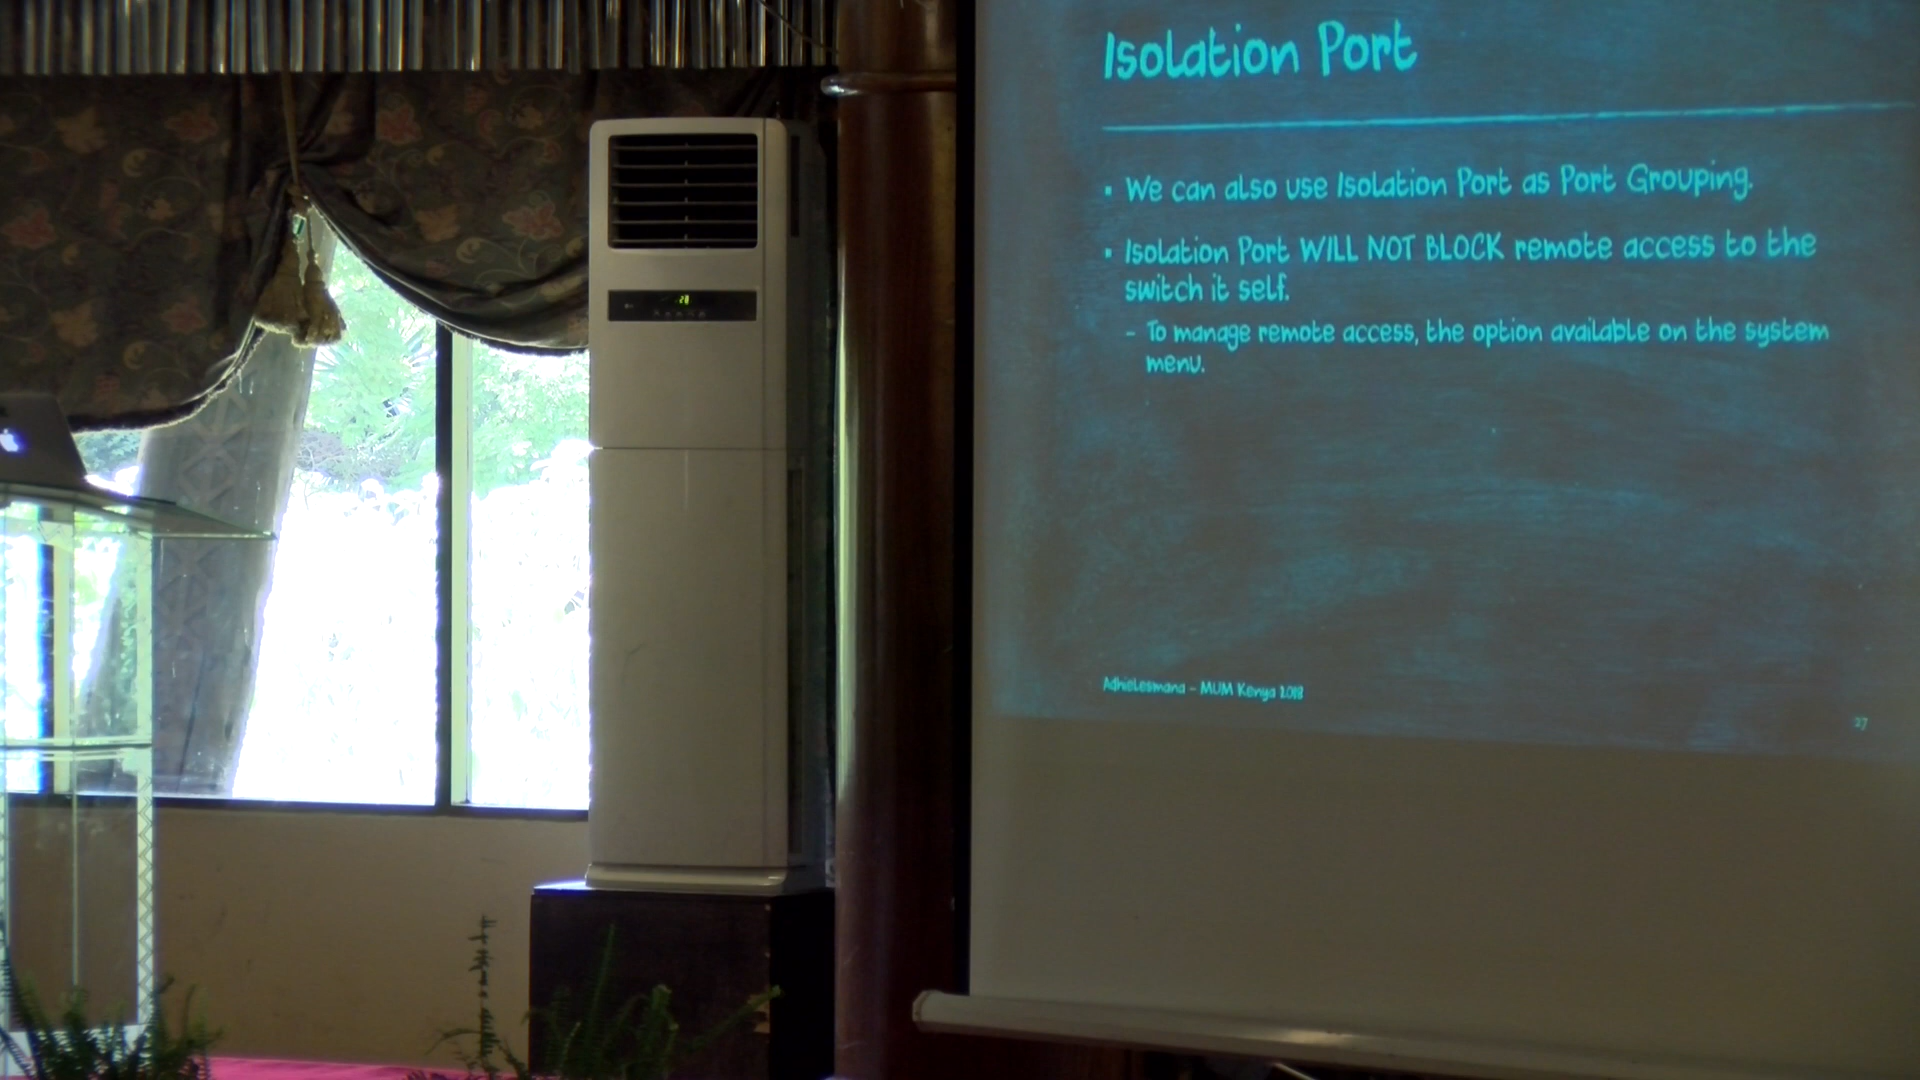 Isolation Port
▪ We can also use Isolation Port as Port Grouping.
▪ Isolation Port WILL NOT BLOCK remote access to the
switch it self.
– To manage remote access, the option available on the system
menu.
AdhieLesmana - MUM Kenya 2018
27